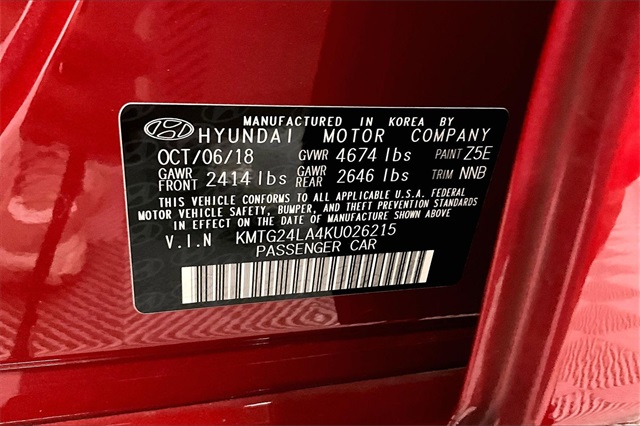 MANUFACTURED IN KOREA BY
HYUNDAI MOTOR COMPANY
OCT/06/18 GVWR 4674 lbs PAINT Z5E
GAWR FRONT 2414 lbs GAWR REAR 2646 lbs TRIM NNB
THIS VEHICLE CONFORMS TO ALL APPLICABLE U.S.A. FEDERAL
MOTOR VEHICLE SAFETY, BUMPER, AND THEFT PREVENTION STANDARDS
IN EFFECT ON THE DATE OF MANUFACTURE SHOWN ABOVE.
V.I.N KMTG24LA4KU026215
PASSENGER CAR